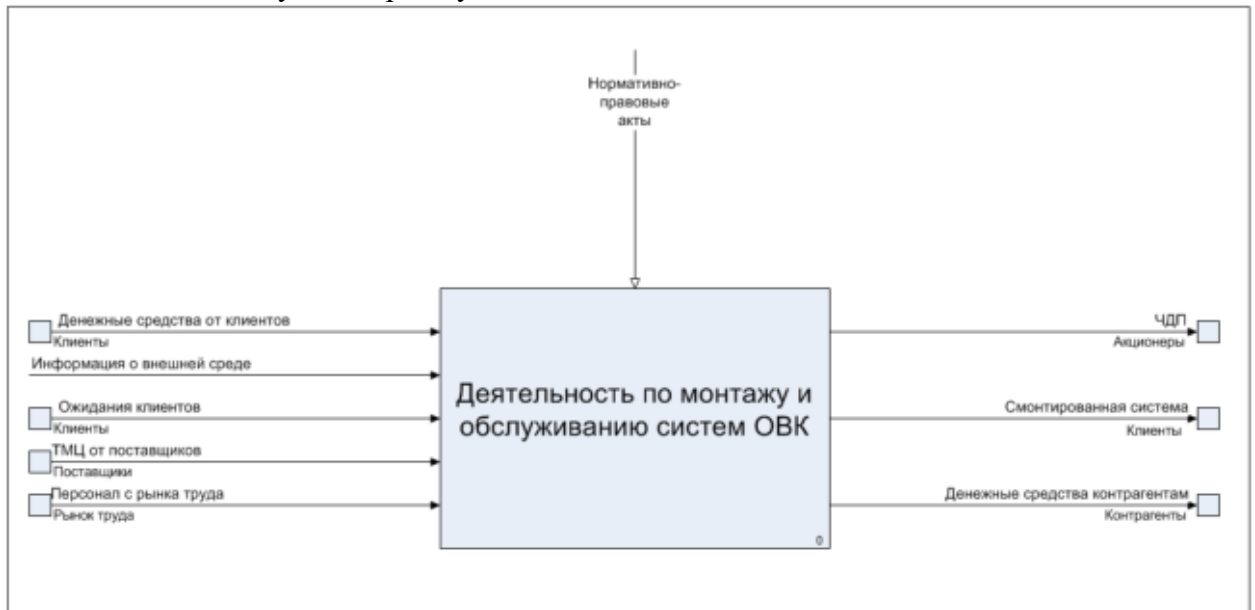 Нормативно-
правовые
акты
Денежные средства от клиентов
Клиенты
Информация о внешней среде
Ожидания клиентов
Клиенты
ТМЦ от поставщиков
Поставщики
Персонал с рынка труда
Рынок труда
Деятельность по монтажу и
обслуживанию систем ОВК
0
ЧДП
Акционеры
Смонтированная система
Клиенты
Денежные средства контрагентам
Контрагенты